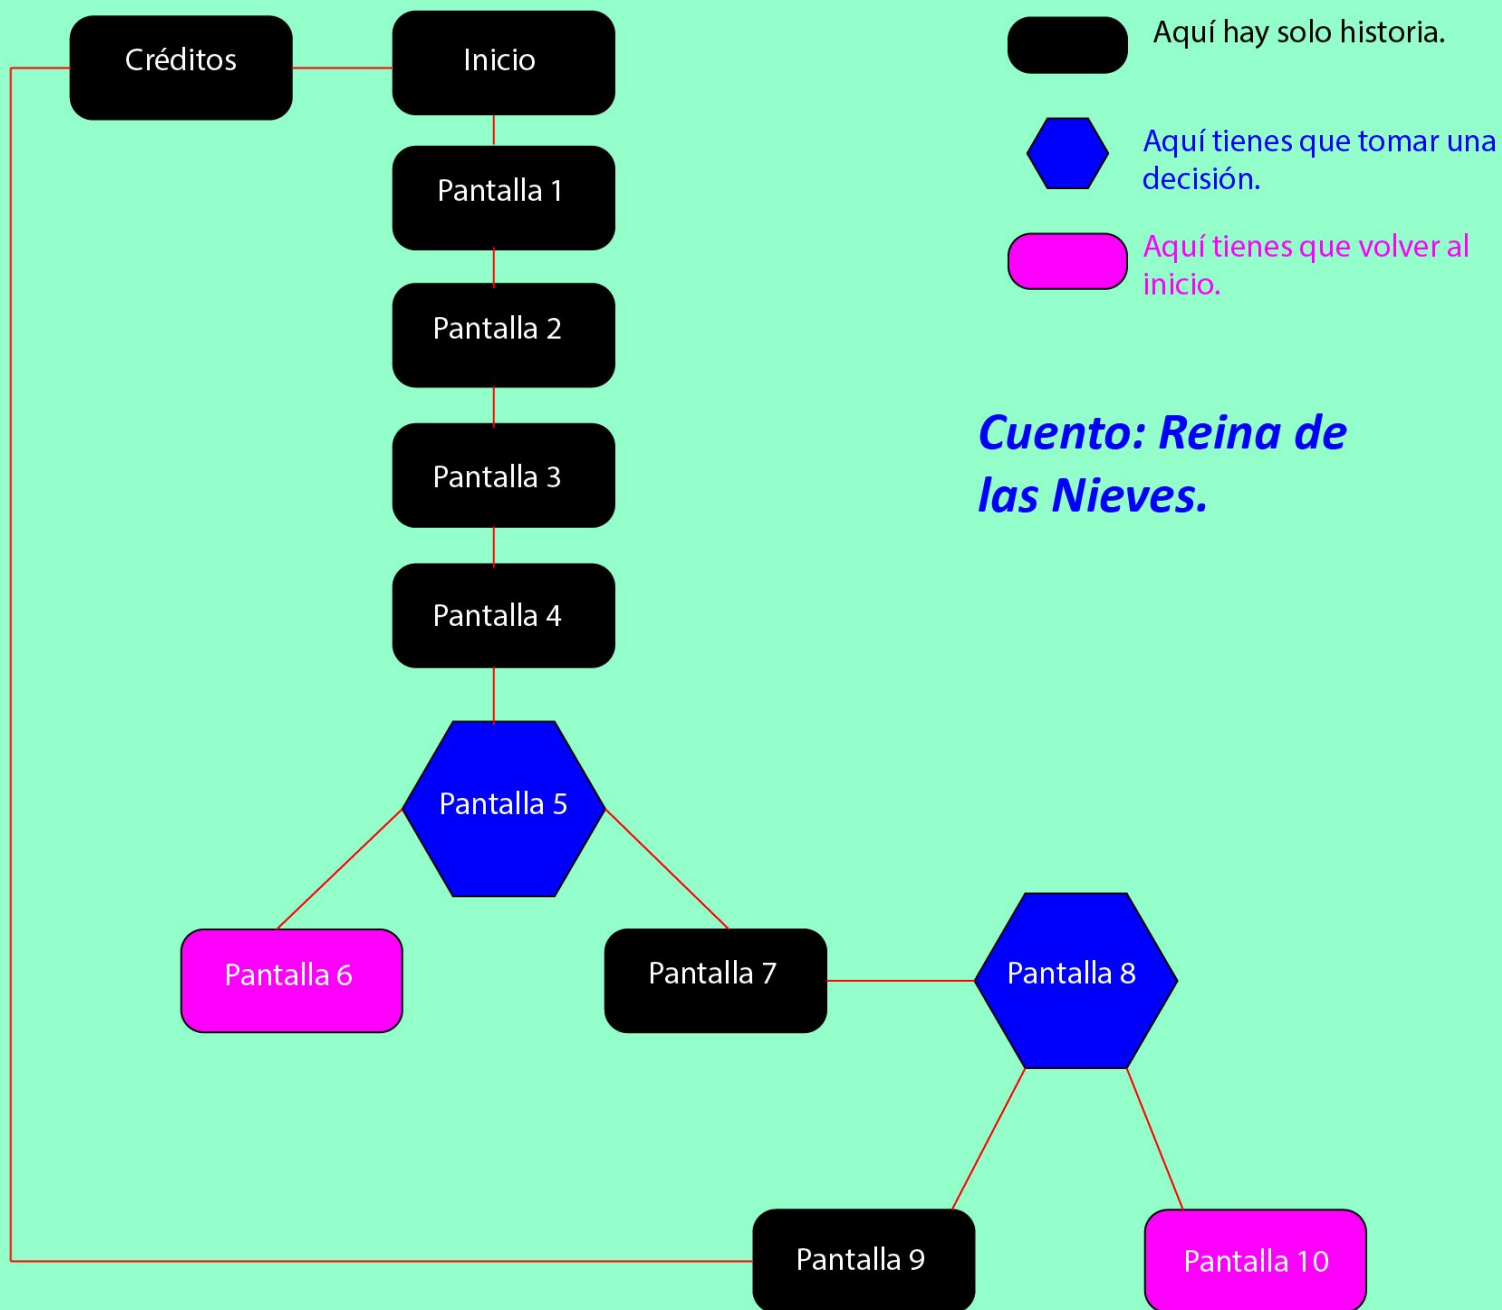 Créditos
Inicio
Aquí hay solo historia.
Pantalla 1
Aquí tienes que tomar una
decisión.
Aquí tienes que volver al
inicio.
Pantalla 2
Cuento: Reina de
las Nieves.
Pantalla 3
Pantalla 4
Pantalla 5
Pantalla 6
Pantalla 7
Pantalla 8
Pantalla 9
Pantalla 10